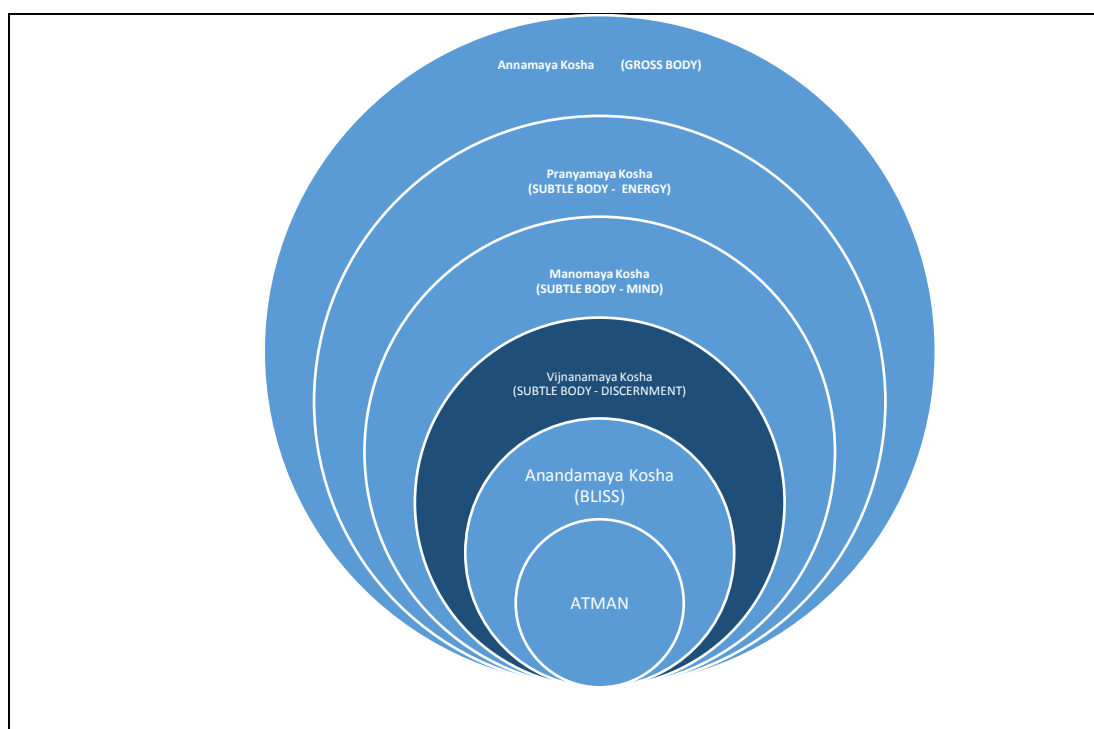 Annamaya Kosha (GROSS BODY)
Pranyamaya Kosha
(SUBTLE BODY - ENERGY)
Manomaya Kosha
(SUBTLE BODY - MIND)
Vijnanamaya Kosha
(SUBTLE BODY - DISCERNMENT)
Anandamaya Kosha
(BLISS)
ATMAN